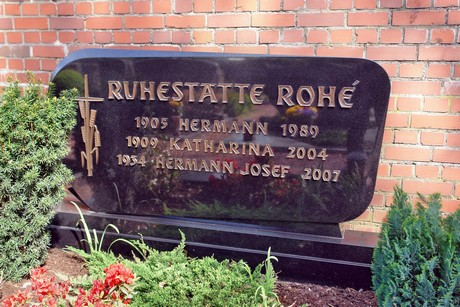 RUHESTÄTTE ROHÉ
1905 HERMANN 1989
1909 KATHARINA 2004
1934 HERMANN JOSEF 2007